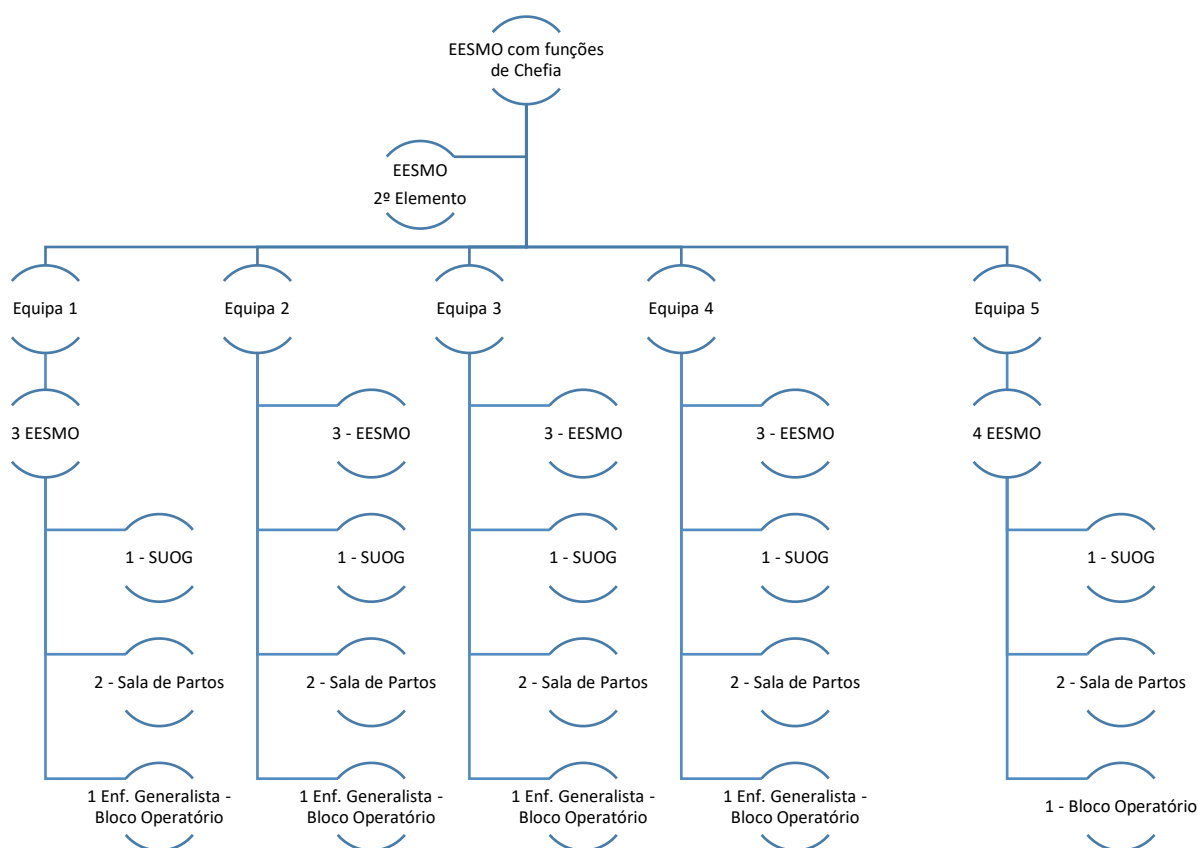 EESMO com funções
de Chefia
EESMO
2º Elemento
Equipa 1
Equipa 2
Equipa 3
Equipa 4
Equipa 5
3 EESMO
3 - EESMO
3 - EESMO
3 - EESMO
4 EESMO
1 - SUOG
1 - SUOG
1 - SUOG
1 - SUOG
1 - SUOG
2 - Sala de Partos
2 - Sala de Partos
2 - Sala de Partos
2 - Sala de Partos
2 - Sala de Partos
1 Enf. Generalista -
Bloco Operatório
1 Enf. Generalista -
Bloco Operatório
1 Enf. Generalista -
Bloco Operatório
1 Enf. Generalista -
Bloco Operatório
1 - Bloco Operatório